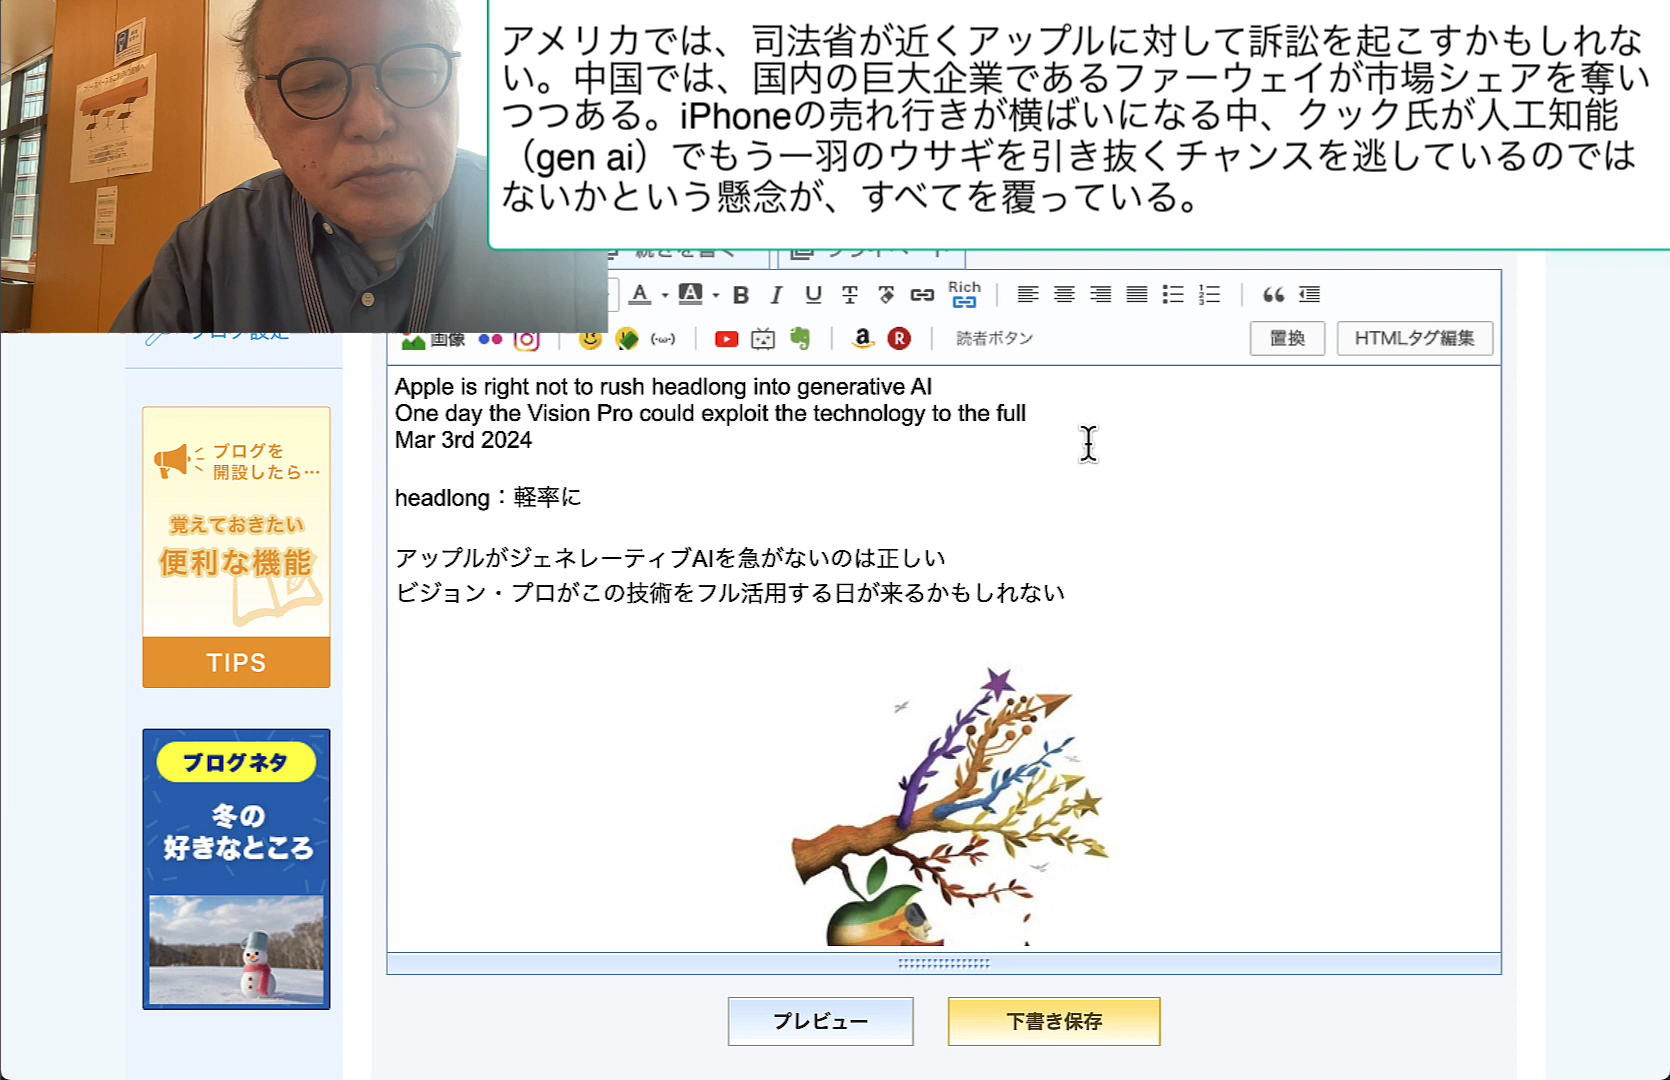 アメリカでは、司法省が近くアップルに対して訴訟を起こすかもしれな
い。中国では、国内の巨大企業であるファーウェイが市場シェアを奪い
つつある。iPhoneの売れ行きが横ばいになる中、クック氏が人工知能
（gen ai）でもう一羽のウサギを引き抜くチャンスを逃しているのでは
ないかという懸念が、すべてを覆っている。
Rich
画像
読者ボタン
置換
HTMLタグ編集
ブログ設定
Apple is right not to rush headlong into generative AI
One day the Vision Pro could exploit the technology to the full
Mar 3rd 2024
headlong：軽率に
アップルがジェネレーティブAIを急がないのは正しい
ビジョン・プロがこの技術をフル活用する日が来るかもしれない
ブログを
開設したら…
覚えておきたい
便利な機能
TIPS
ブログネタ
冬の
好きなところ
プレビュー
下書き保存